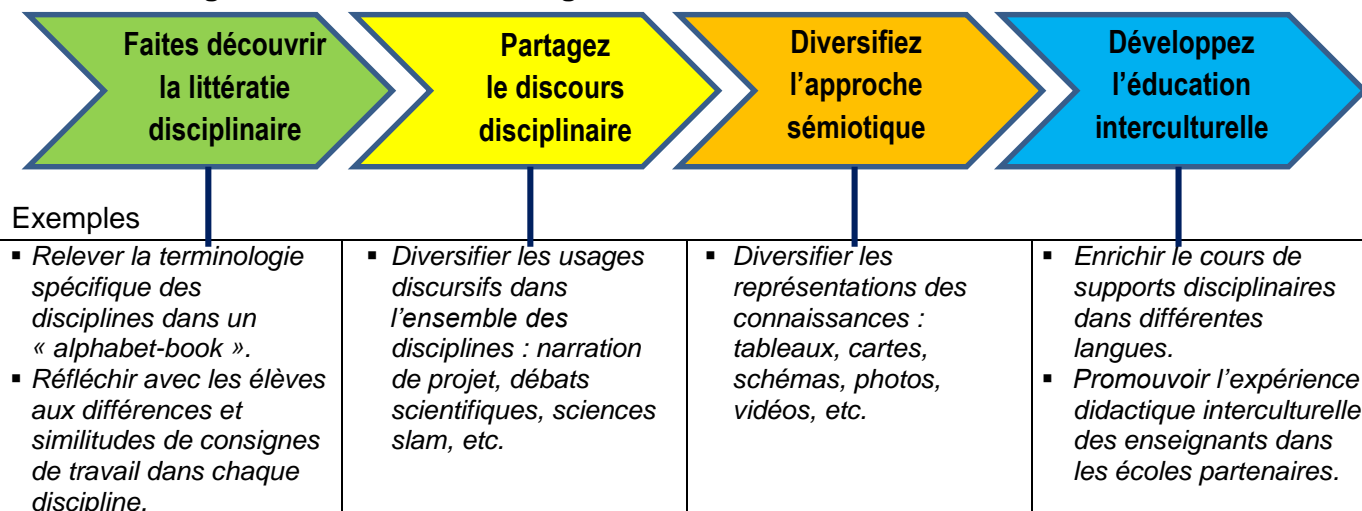 Faites découvrir
la littératie
disciplinaire
Partagez
le discours
disciplinaire
Diversifiez
l’approche
sémiotique
Développez
l’éducation
interculturelle
Exemples
▪ Relever la terminologie
spécifique des
disciplines dans un
« alphabet-book ».
▪ Réfléchir avec les élèves
aux différences et
similitudes de consignes
de travail dans chaque
discipline.
▪ Diversifier les usages
discursifs dans
l’ensemble des
disciplines : narration
de projet, débats
scientifiques, sciences
slam, etc.
▪ Diversifier les
représentations des
connaissances :
tableaux, cartes,
schémas, photos,
vidéos, etc.
▪ Enrichir le cours de
supports disciplinaires
dans différentes
langues.
▪ Promouvoir l’expérience
didactique interculturelle
des enseignants dans
les écoles partenaires.